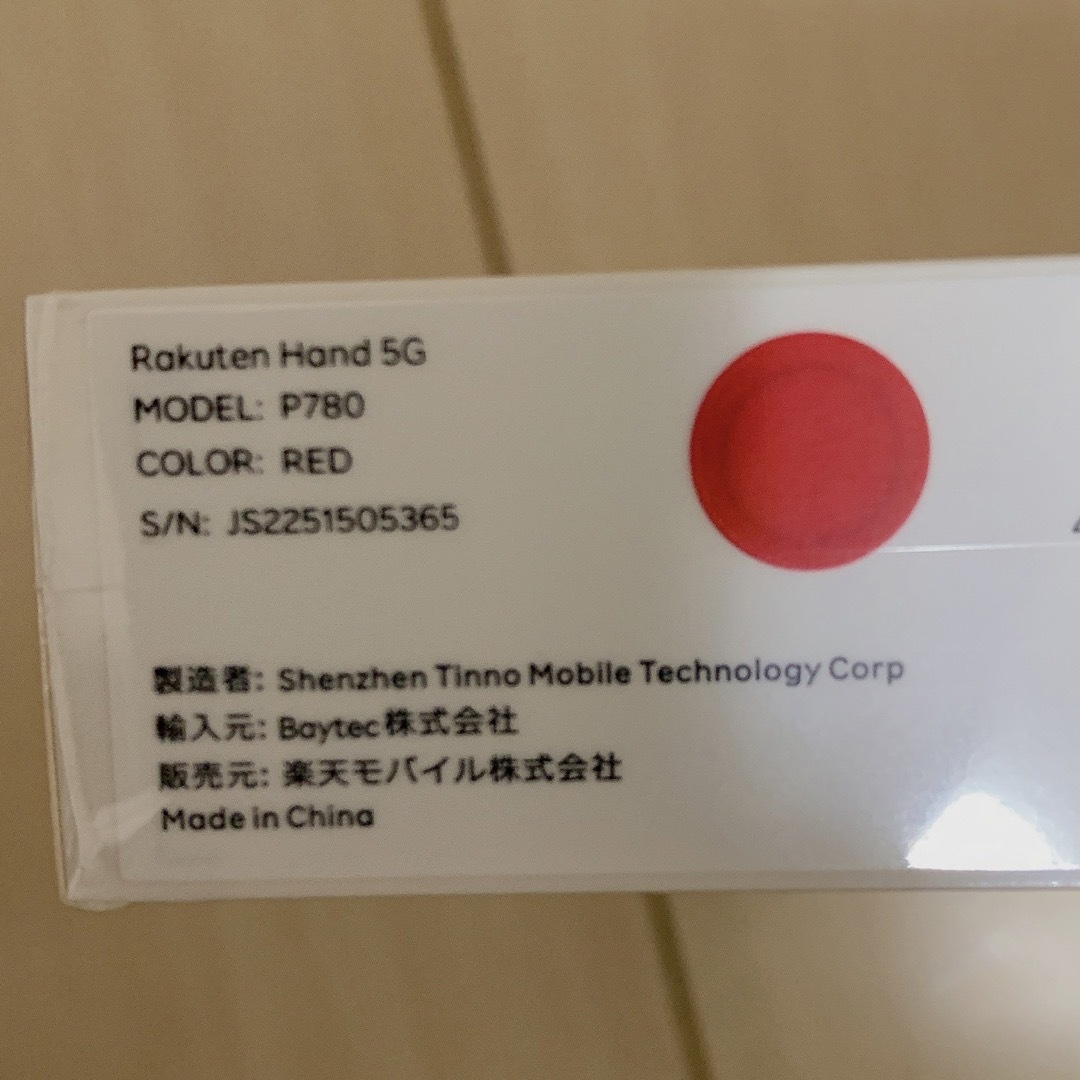 Rakuten Hand 5G
MODEL: P780
COLOR: RED
S/N: JS2251505365
製造者: Shenzhen Tinno Mobile Technology Corp
輸入元: Baytec株式会社
販売元: 楽天モバイル株式会社
Made in China